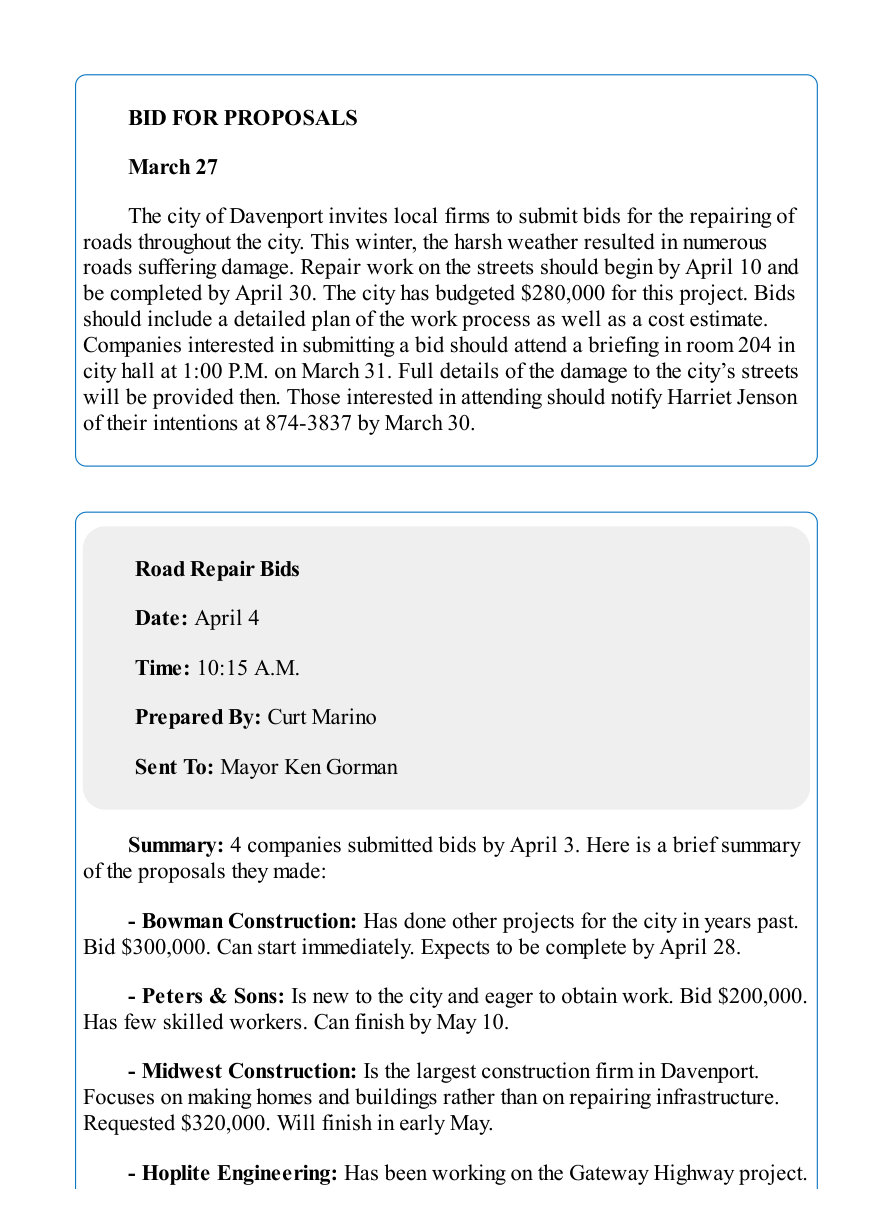 BID FOR PROPOSALS
March 27
The city of Davenport invites local firms to submit bids for the repairing of
roads throughout the city. This winter, the harsh weather resulted in numerous
roads suffering damage. Repair work on the streets should begin by April 10 and
be completed by April 30. The city has budgeted $280,000 for this project. Bids
should include a detailed plan of the work process as well as a cost estimate.
Companies interested in submitting a bid should attend a briefing in room 204 in
city hall at 1:00 P.M. on March 31. Full details of the damage to the city’s streets
will be provided then. Those interested in attending should notify Harriet Jenson
of their intentions at 874-3837 by March 30.
Road Repair Bids
Date: April 4
Time: 10:15 A.M.
Prepared By: Curt Marino
Sent To: Mayor Ken Gorman
Summary: 4 companies submitted bids by April 3. Here is a brief summary
of the proposals they made:
- Bowman Construction: Has done other projects for the city in years past.
Bid $300,000. Can start immediately. Expects to be complete by April 28.
- Peters & Sons: Is new to the city and eager to obtain work. Bid $200,000.
Has few skilled workers. Can finish by May 10.
- Midwest Construction: Is the largest construction firm in Davenport.
Focuses on making homes and buildings rather than on repairing infrastructure.
Requested $320,000. Will finish in early May.
- Hoplite Engineering: Has been working on the Gateway Highway project.